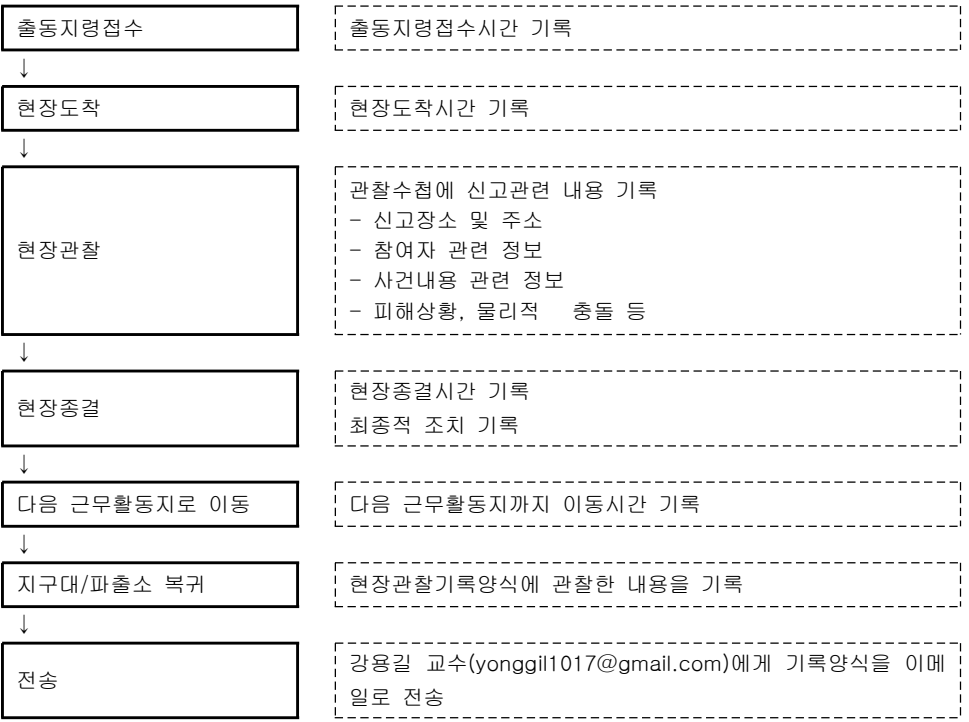 출동지령접수
출동지령접수시간 기록
↓
현장도착
현장도착시간 기록
↓
현장관찰
관찰수첩에 신고관련 내용 기록
- 신고장소 및 주소
- 참여자 관련 정보
- 사건내용 관련 정보
- 피해상황, 물리적 충돌 등
↓
현장종결
현장종결시간 기록
최종적 조치 기록
↓
다음 근무활동지로 이동
다음 근무활동지까지 이동시간 기록
↓
지구대/파출소 복귀
현장관찰기록양식에 관찰한 내용을 기록
↓
전송
강용길 교수(yonggil1017@gmail.com)에게 기록양식을 이메
일로 전송